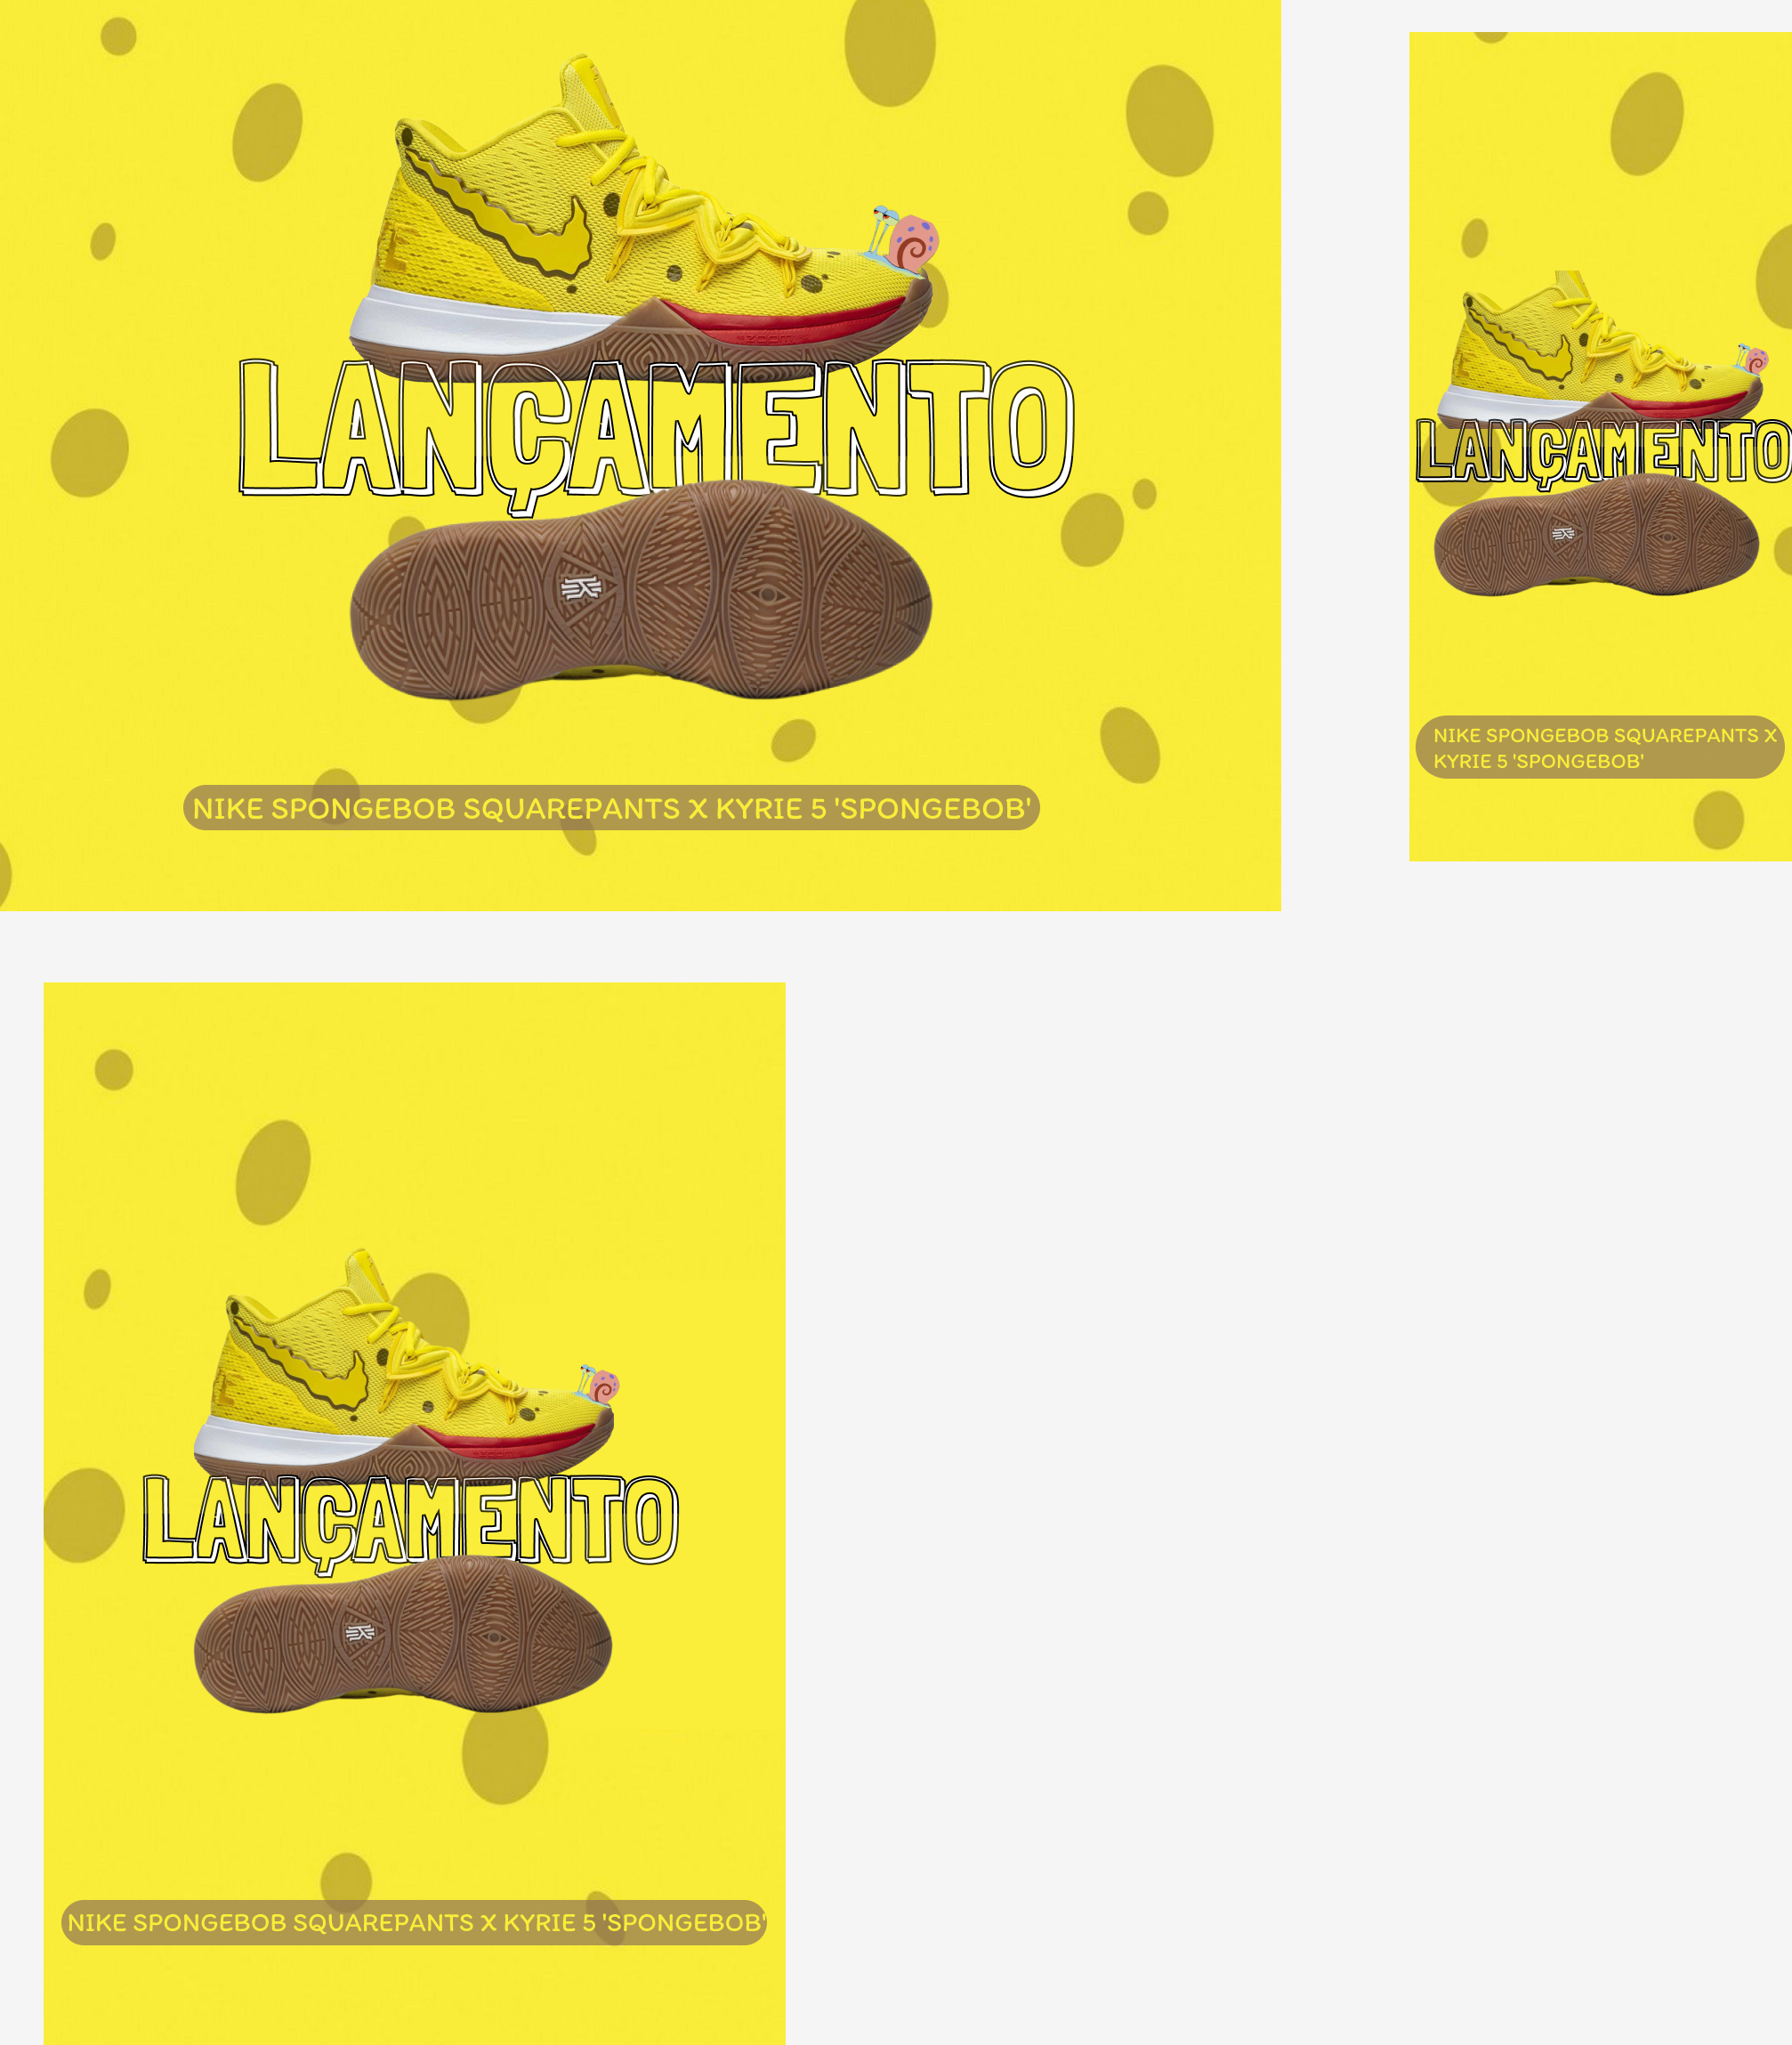 LANÇAMENTO
NIKE SPONGEBOB SQUAREPANTS X KYRIE 5 'SPONGEBOB'
LANÇAMENTO
NIKE SPONGEBOB SQUAREPANTS X
KYRIE 5 'SPONGEBOB'
LANÇAMENTO
NIKE SPONGEBOB SQUAREPANTS X KYRIE 5 'SPONGEBOB'